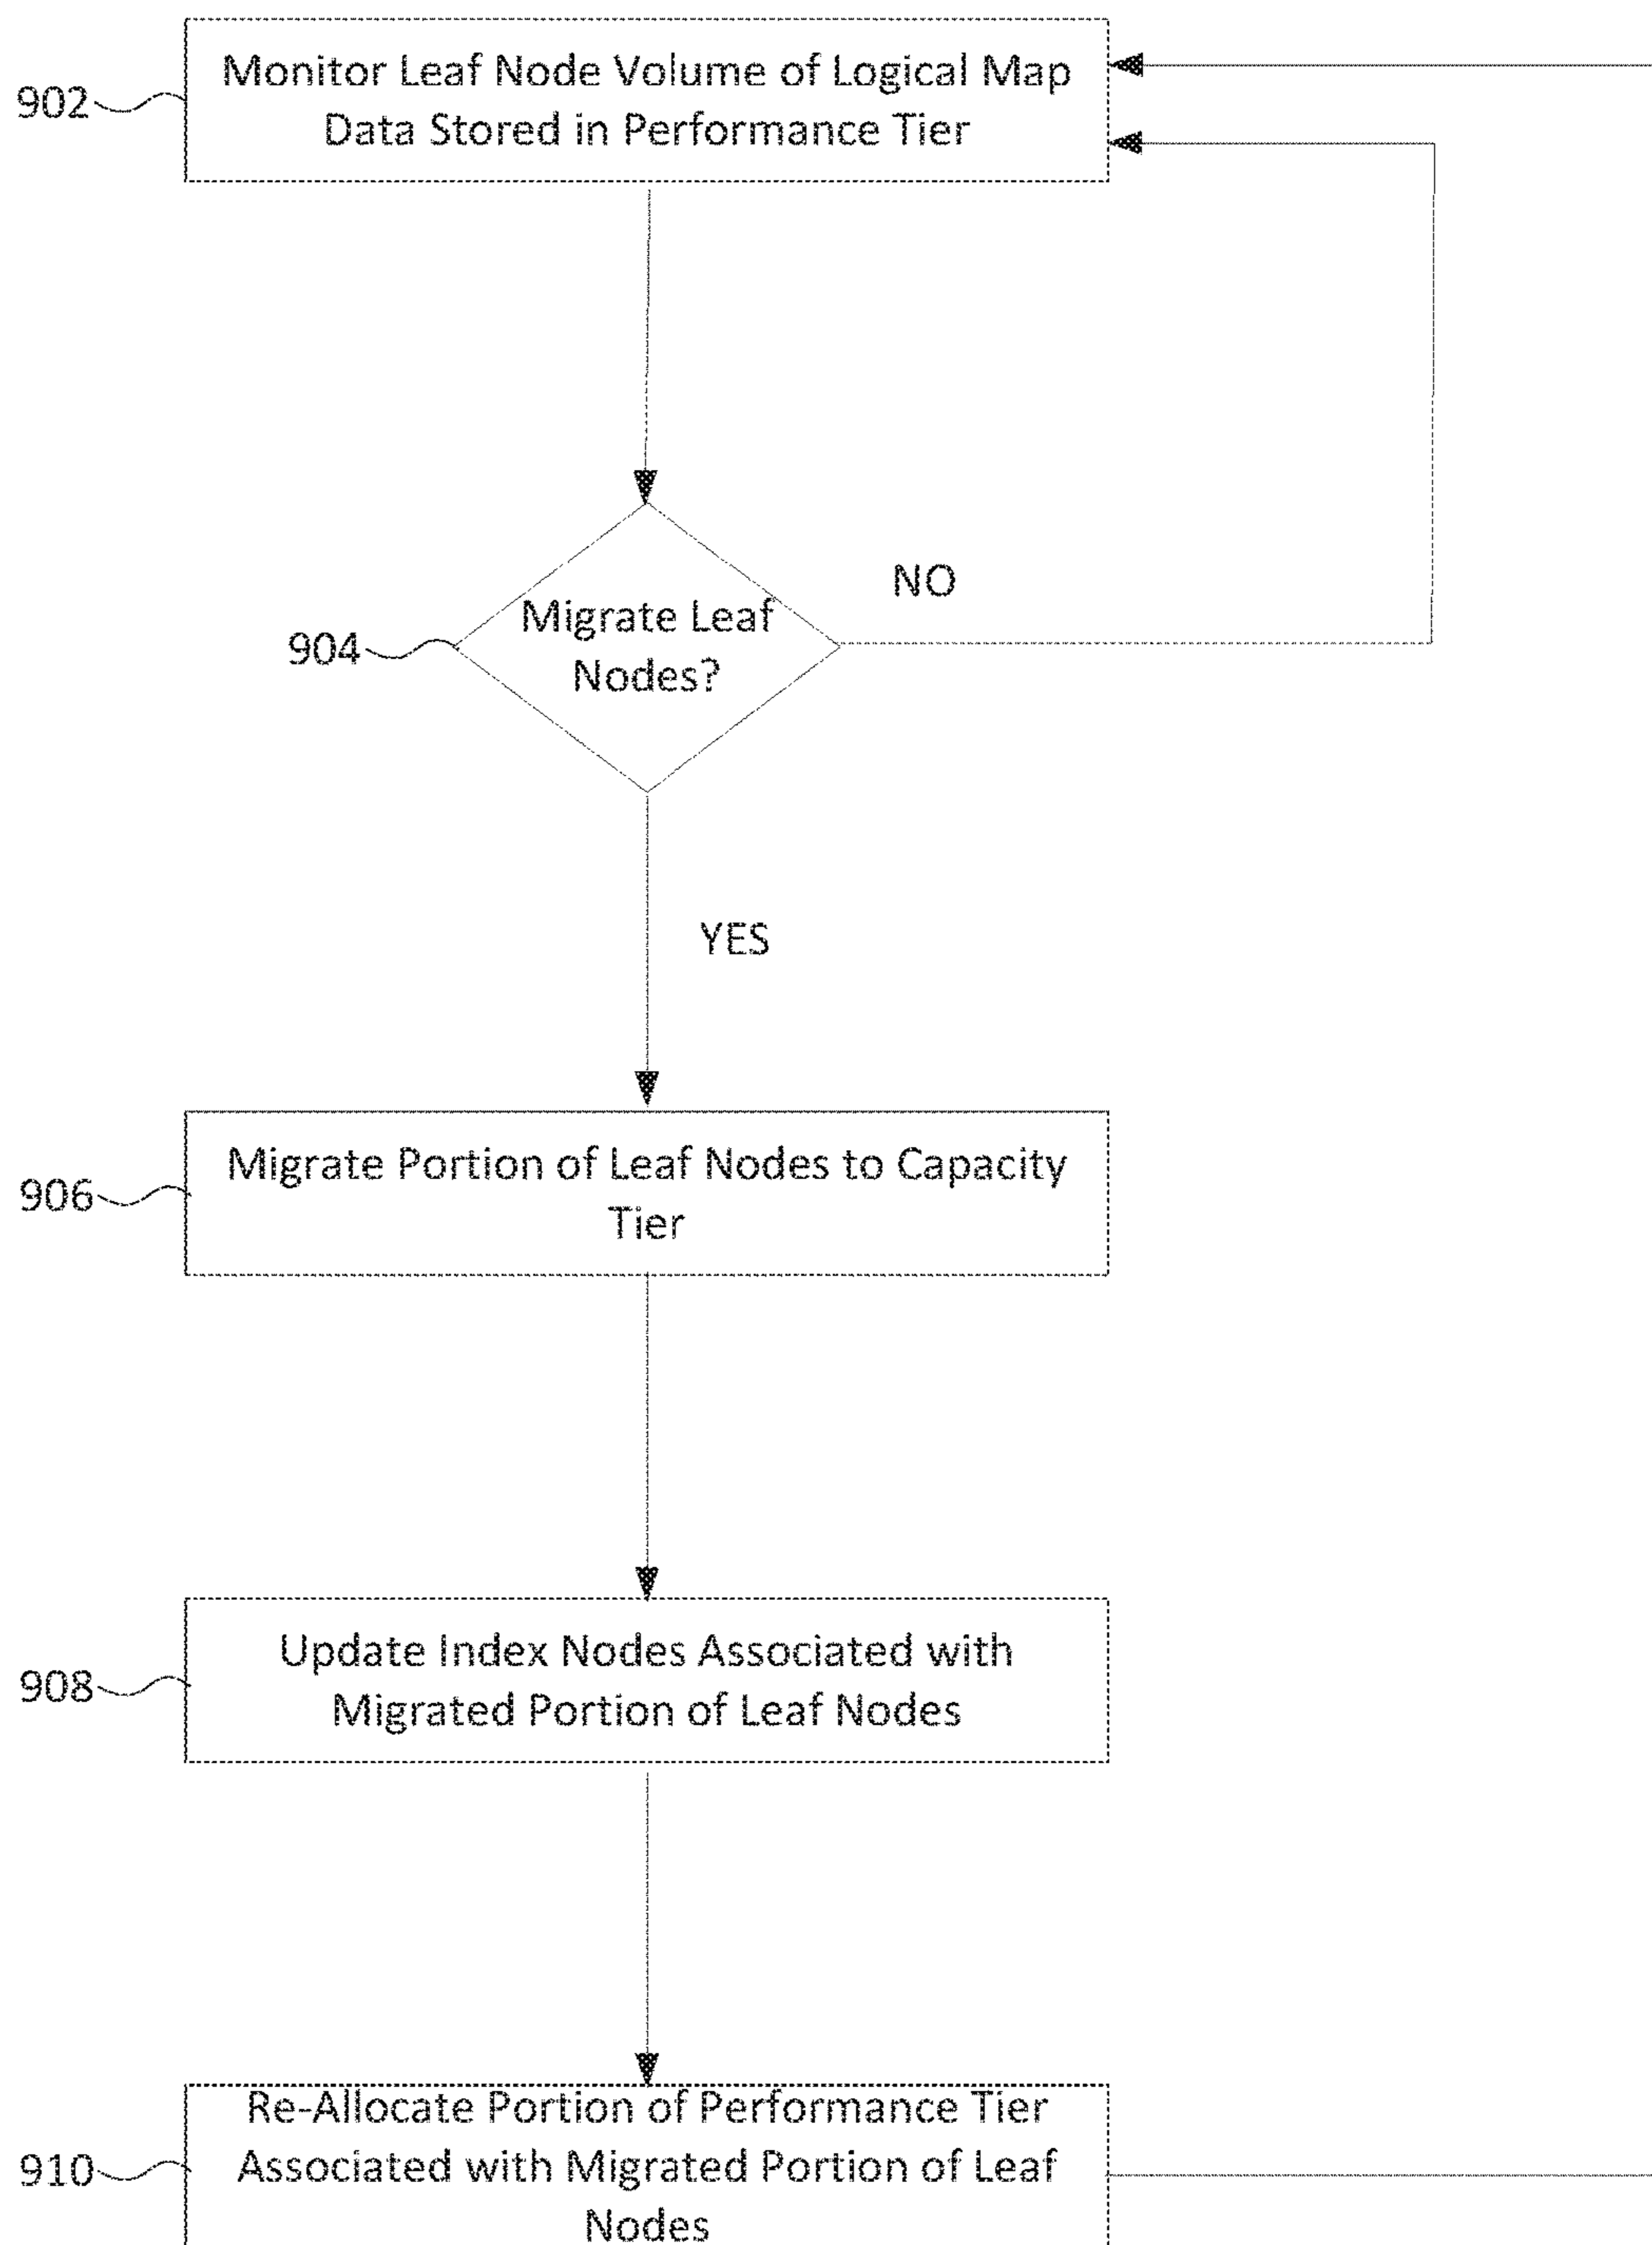 902
Monitor Leaf Node Volume of Logical Map
Data Stored in Performance Tier
NO
904
Migrate Leaf
Nodes?
YES
906
Migrate Portion of Leaf Nodes to Capacity
Tier
908
Update Index Nodes Associated with
Migrated Portion of Leaf Nodes
910
Re-Allocate Portion of Performance Tier
Associated with Migrated Portion of Leaf
Nodes